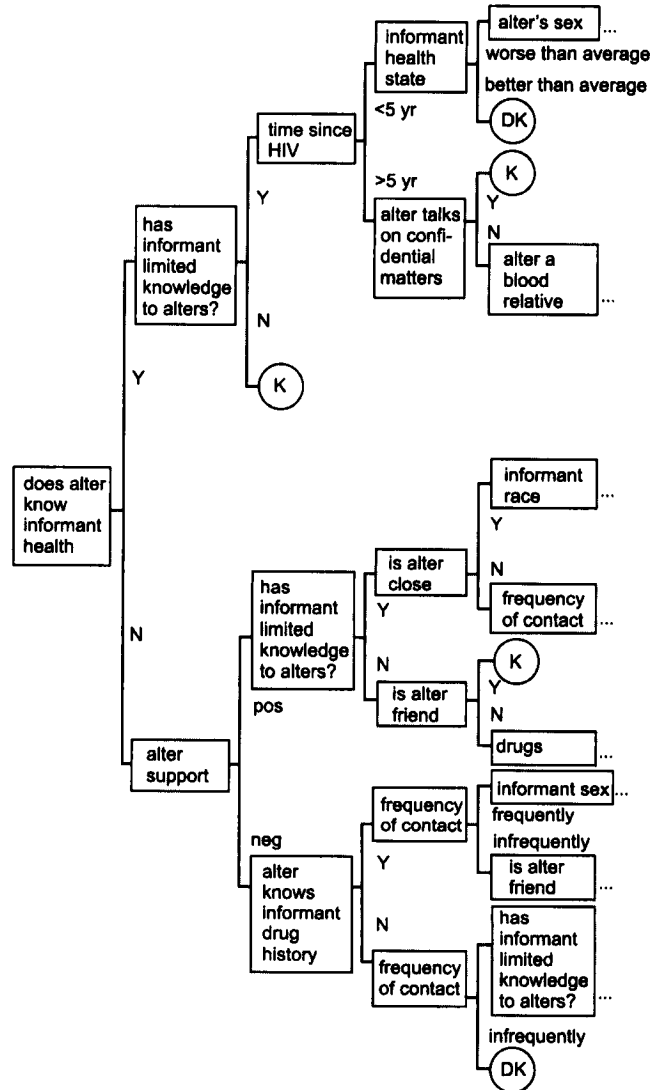 alter's sex ...
informant
health
state
worse than average
better than average
<5 yr
DK
time since
HIV
K
>5 yr
Y
Y
alter talks
on confi-
dential
matters
N
has
informant
limited
knowledge
to alters?
alter a
blood
relative ...
N
Y
K
does alter
know
informant
health
informant
race ...
Y
is alter
close
N
has
informant
limited
knowledge
to alters?
Y
frequency
of contact ...
N
N
K
Y
is alter
friend
N
pos
drugs ...
alter
support
informant sex ...
frequency
of contact
frequently
neg
infrequently
Y
is alter
friend ...
alter
knows
informant
drug
history
N
has
informant
limited
knowledge
to alters? ...
frequency
of contact
infrequently
DK